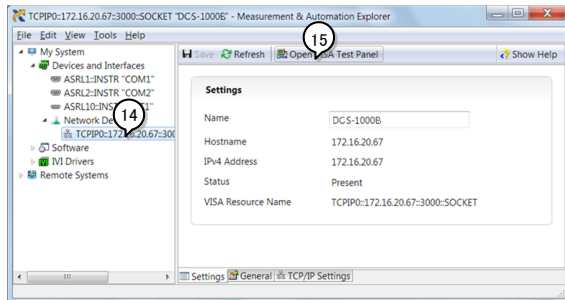 TCPIP0::172.16.20.67::3000::SOCKET "DCS-1000B" - Measurement & Automation Explorer
File Edit View Tools Help
My System
Devices and Interfaces
ASRL1::INSTR "COM1"
ASRL2::INSTR "COM2"
ASRL10::INST
Network De
TCPIP0::172.16.20.67::300
Software
IVI Drivers
Remote Systems
14
Save Refresh Open VISA Test Panel Show Help
15
Settings
Name DCS-1000B
Hostname 172.16.20.67
IPv4 Address 172.16.20.67
Status Present
VISA Resource Name TCPIP0::172.16.20.67::3000::SOCKET
Settings General TCP/IP Settings